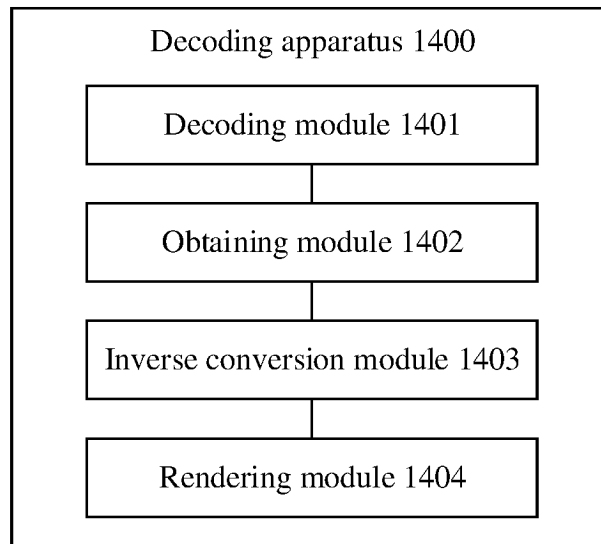 Decoding apparatus 1400
Decoding module 1401
Obtaining module 1402
Inverse conversion module 1403
Rendering module 1404